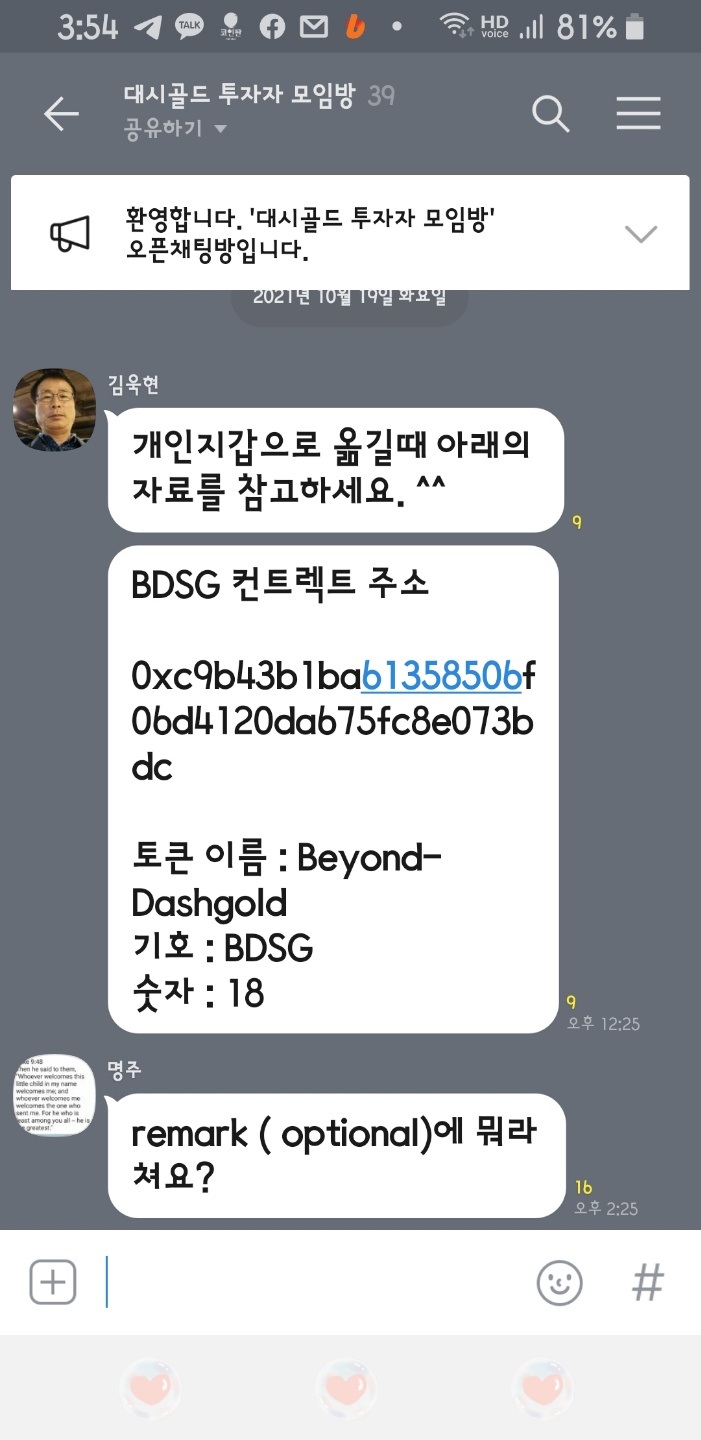 3:54 TALK 코인판 HD voice 81%
대시골드 투자자 모임방 39
공유하기
환영합니다. '대시골드 투자자 모임방'
오픈채팅방입니다.
2021년 10월 19일 화요일
김욱현
개인지갑으로 옮길때 아래의
자료를 참고하세요. ^^
9
BDSG 컨트렉트 주소
0xc9b43b1ba61358506f
06d4120da675fc8e073b
dc
토큰 이름 : Beyond-
Dashgold
기호 : BDSG
숫자 : 18
9
오후 12:25
명주
9:48
then he said to them,
"Whoever welcomes this
little child in my name
welcomes me; and
whoever welcomes me
welcomes the one who
sent me. For he who is
least among you all – he is
greatest."
remark ( optional)에 뭐라
쳐요?
16
오후 2:25
#